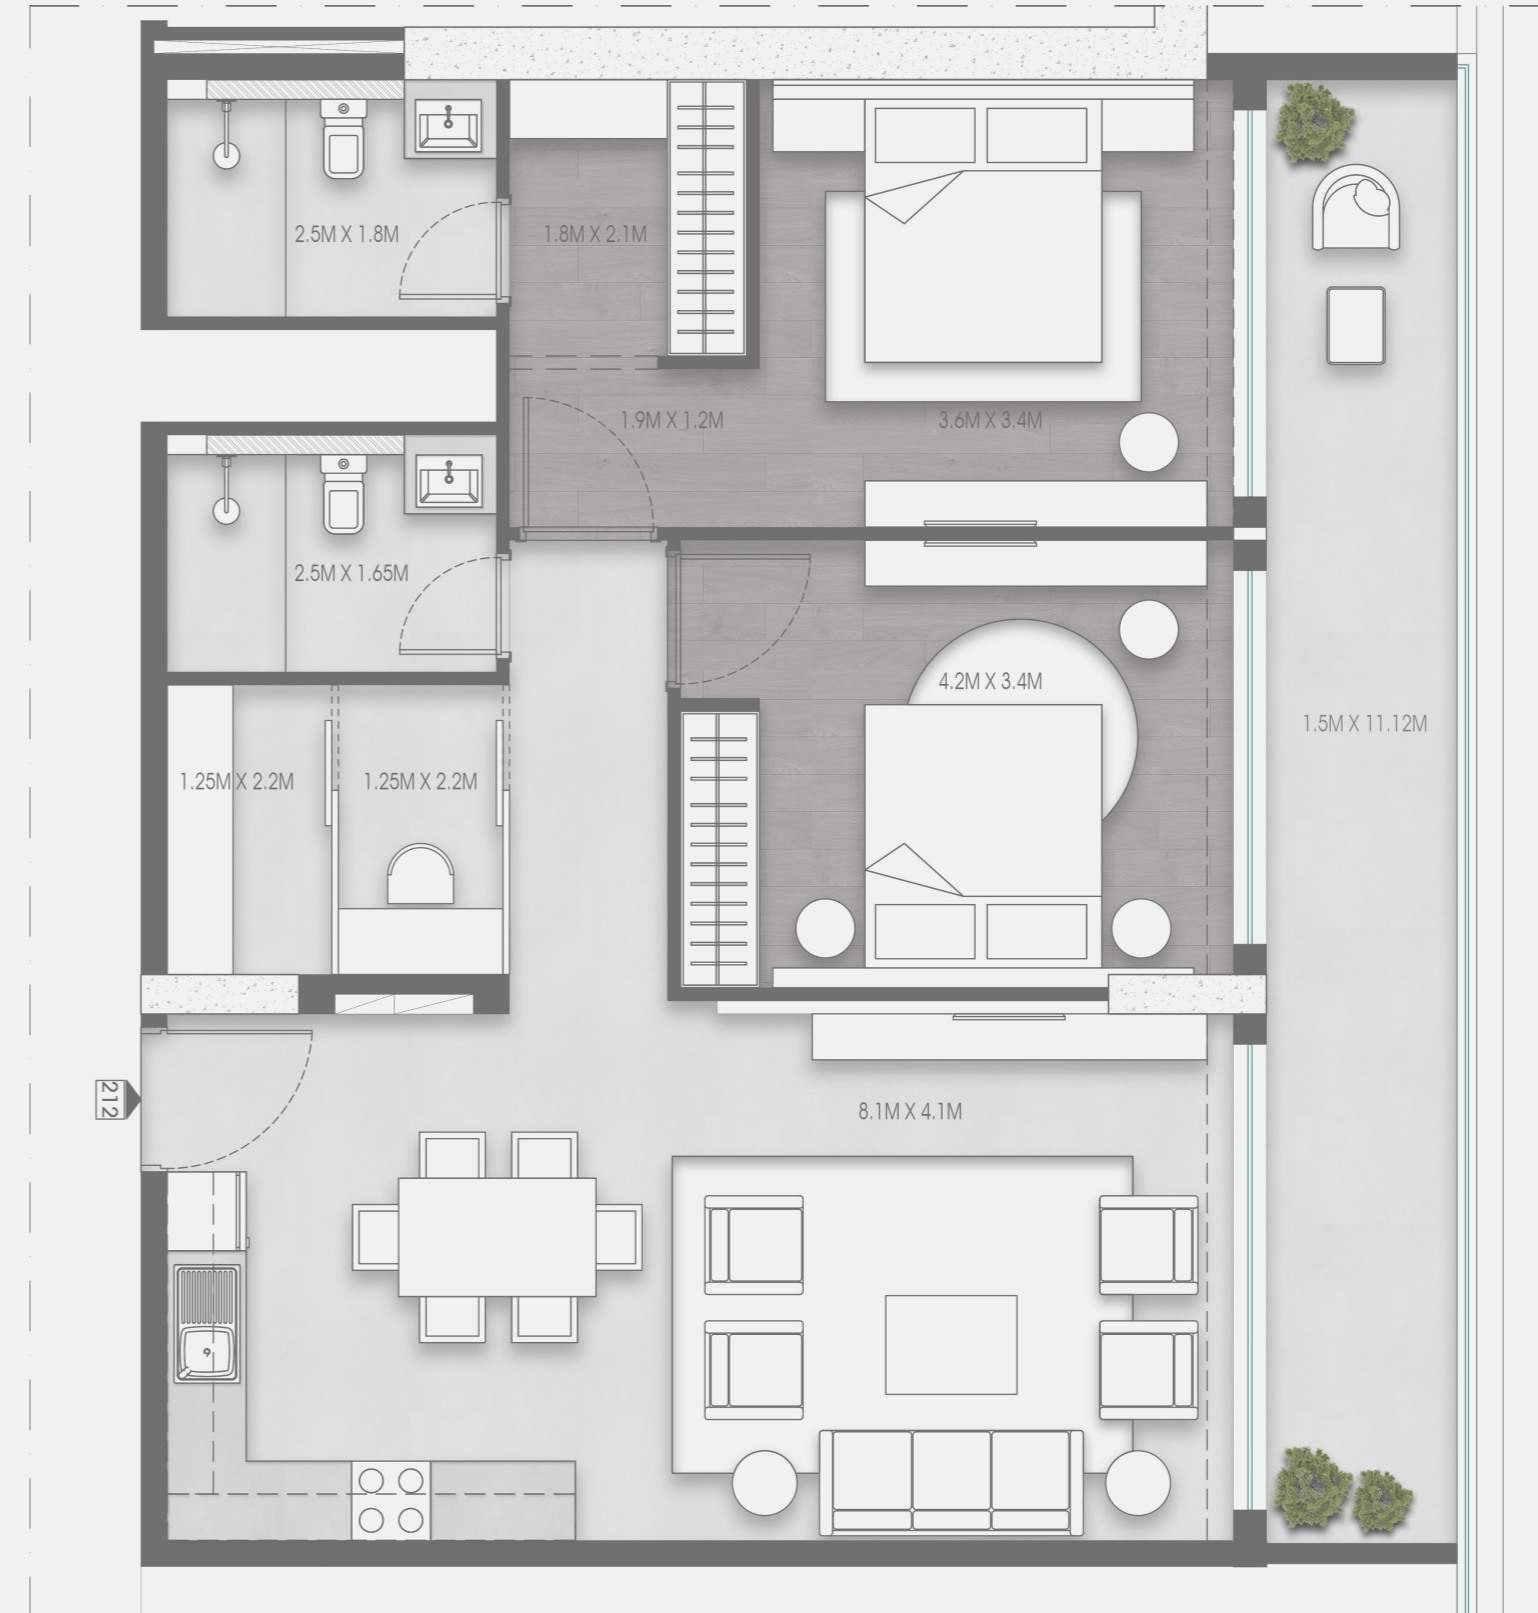 2.5M X 1.8M
1.8M X 2.1M
1.9M X 1.2M
3.6M X 3.4M
2.5M X 1.65M
4.2M X 3.4M
1.5M X 11.12M
1.25M X 2.2M
1.25M X 2.2M
212
8.1M X 4.1M